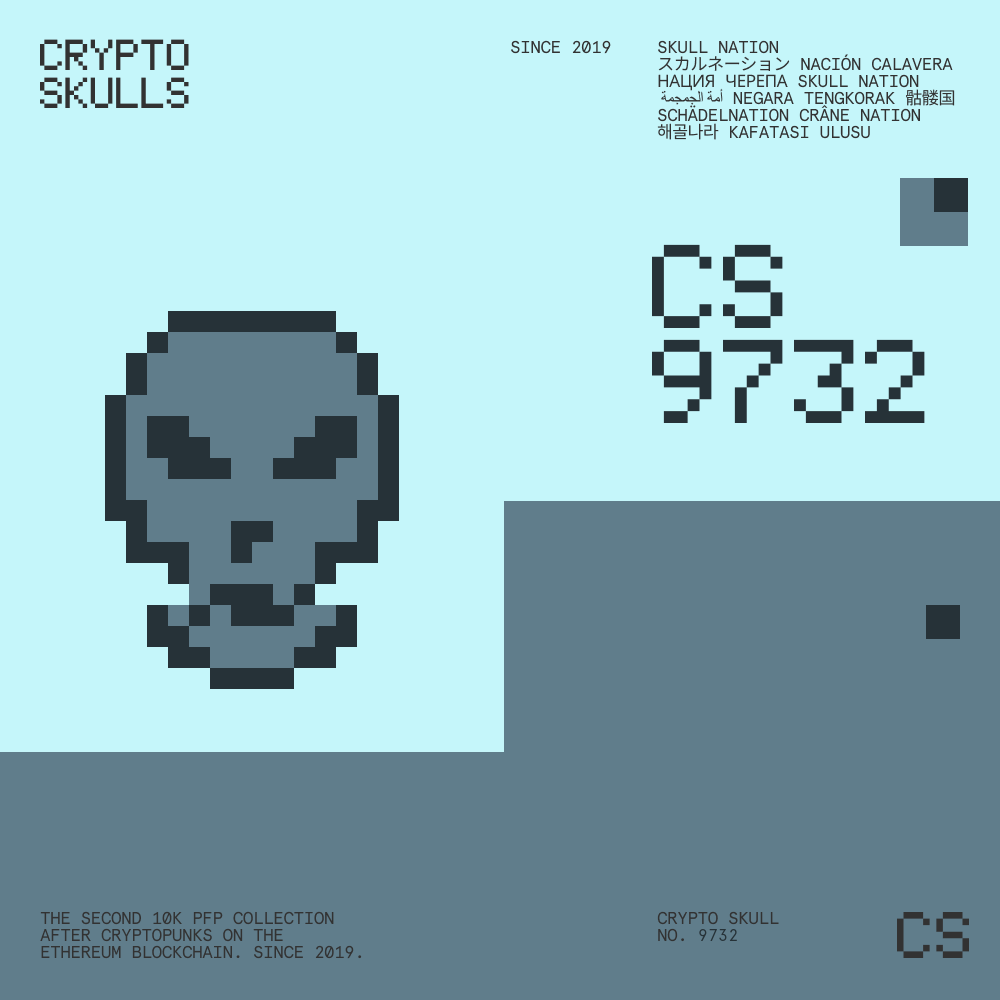 CRYPTO
SKULLS
SINCE 2019
SKULL NATION
スカルネーション NACIÓN CALAVERA
НАЦИЯ ЧЕРЕПА SKULL NATION
أمة الجمجمة NEGARA TENGKORAK 骷髅国
SCHÄDELNATION CRÂNE NATION
해골나라 KAFATASI ULUSU
CS
9732
THE SECOND 10K PFP COLLECTION
AFTER CRYPTOPUNKS ON THE
ETHEREUM BLOCKCHAIN. SINCE 2019.
CRYPTO SKULL
NO. 9732
CS